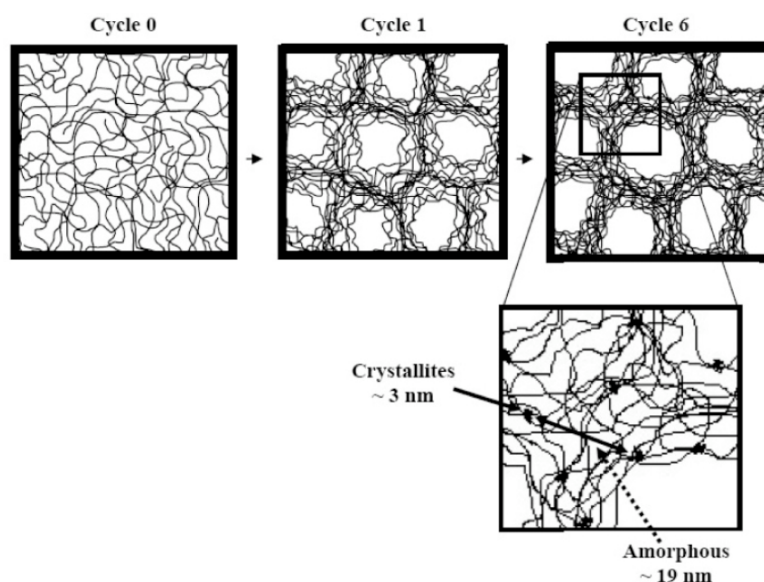 Cycle 0
Cycle 1
Cycle 6
Crystallites
~ 3 nm
Amorphous
~ 19 nm